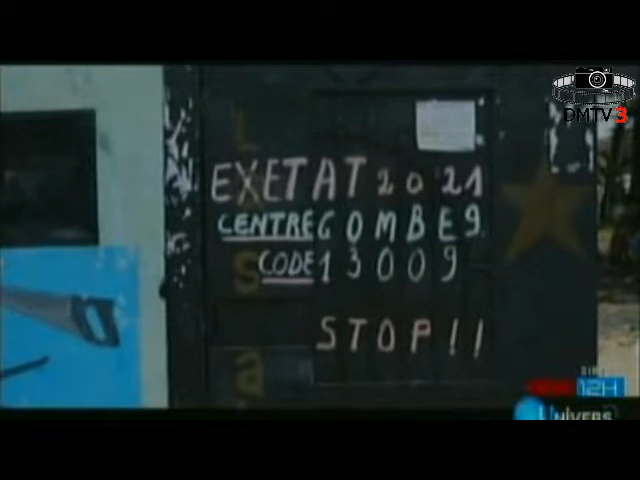 DMTV 3
EXETAT 2021
CENTRE GOMBE 9
CODE 13009
STOP!!
12H
UNIVERS